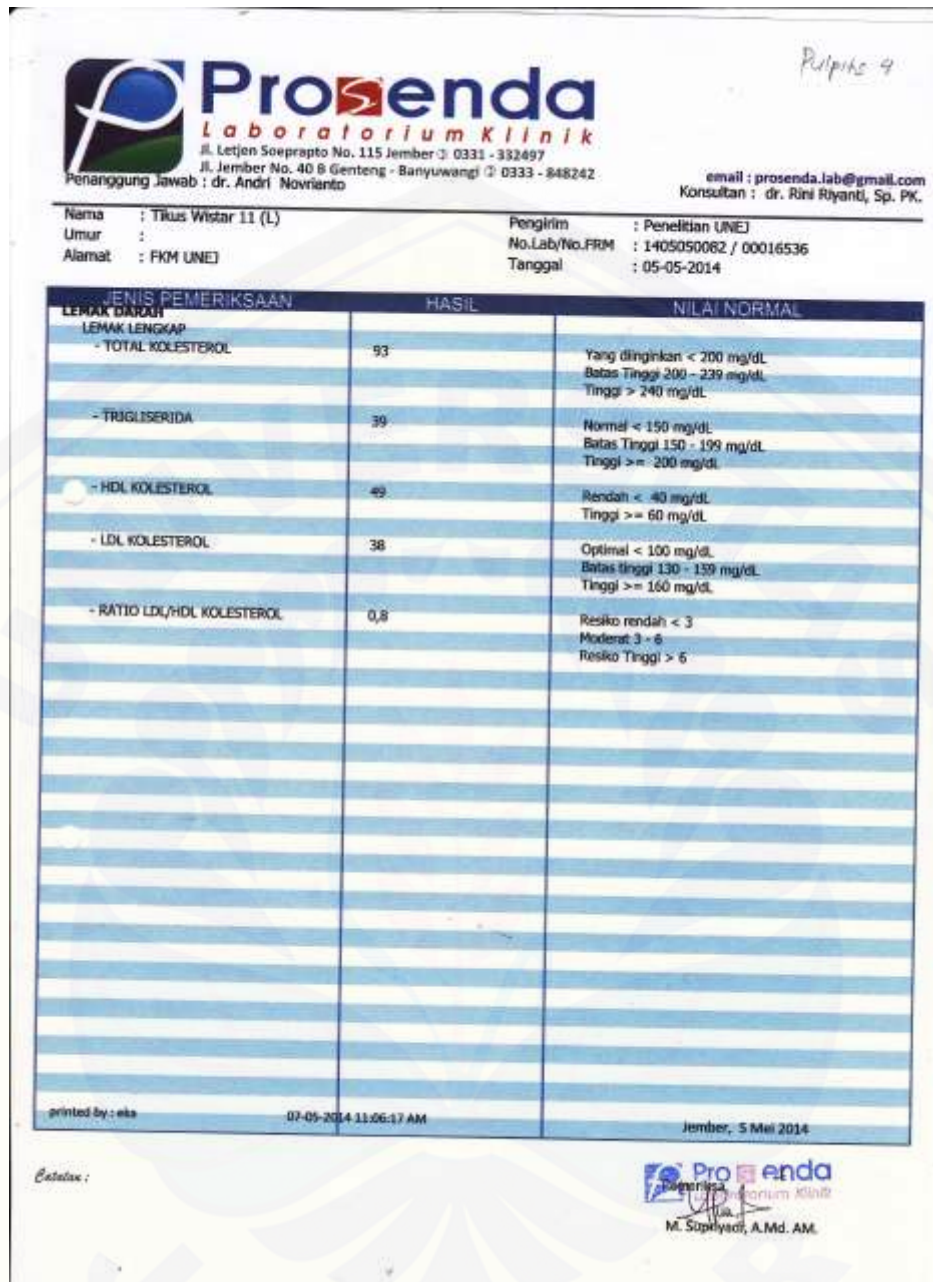 Pulpitis 4
Prosenda
Laboratorium Klinik
Jl. Letjen Soeprapto No. 115 Jember ✆ 0331 - 332497
Jl. Jember No. 40 B Genteng - Banyuwangi ✆ 0333 - 848242
Penanggung Jawab : dr. Andri Novrianto
email : prosenda.lab@gmail.com
Konsultan : dr. Rini Riyanti, Sp. PK.
Nama : Tikus Wistar 11 (L)
Umur :
Alamat : FKM UNEJ
Pengirim : Penelitian UNEJ
No.Lab/No.FRM : 1405050082 / 00016536
Tanggal : 05-05-2014
JENIS PEMERIKSAAN HASIL NILAI NORMAL
LEMAK DARAH
LEMAK LENGKAP
- TOTAL KOLESTEROL 93 Yang diinginkan < 200 mg/dL
Batas Tinggi 200 - 239 mg/dL
Tinggi > 240 mg/dL
- TRIGLISERIDA 39 Normal < 150 mg/dL
Batas Tinggi 150 - 199 mg/dL
Tinggi >= 200 mg/dL
- HDL KOLESTEROL 49 Rendah < 40 mg/dL
Tinggi >= 60 mg/dL
- LDL KOLESTEROL 38 Optimal < 100 mg/dL
Batas tinggi 130 - 159 mg/dL
Tinggi >= 160 mg/dL
- RATIO LDL/HDL KOLESTEROL 0,8 Resiko rendah < 3
Moderat 3 - 6
Resiko Tinggi > 6
printed by : eka 07-05-2014 11:06:17 AM
Jember, 5 Mei 2014
Catatan :
Prosenda
Laboratorium Klinik
Pemeriksa
M. Supriyadi, A.Md. AM.